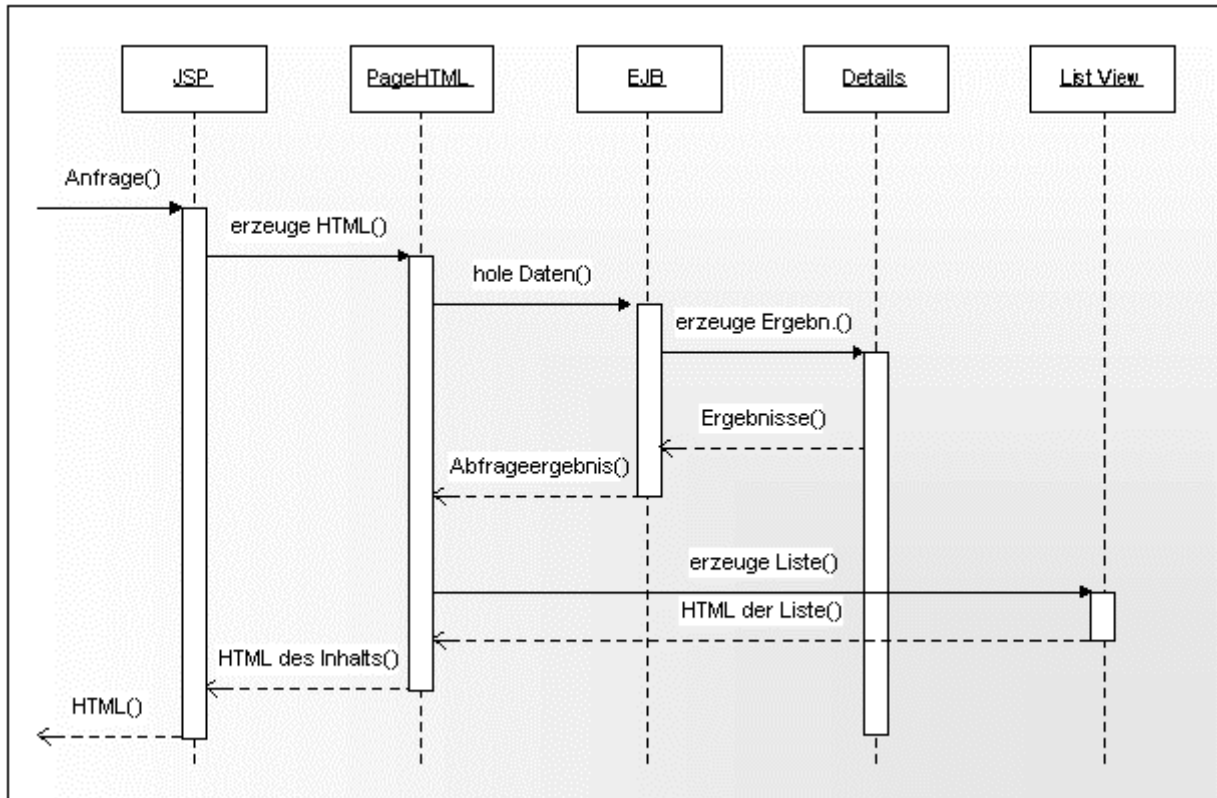 JSP
PageHTML
EJB
Details
List View
Anfrage()
erzeuge HTML()
hole Daten()
erzeuge Ergebn.()
Ergebnisse()
Abfrageergebnis()
erzeuge Liste()
HTML der Liste()
HTML des Inhalts()
HTML()